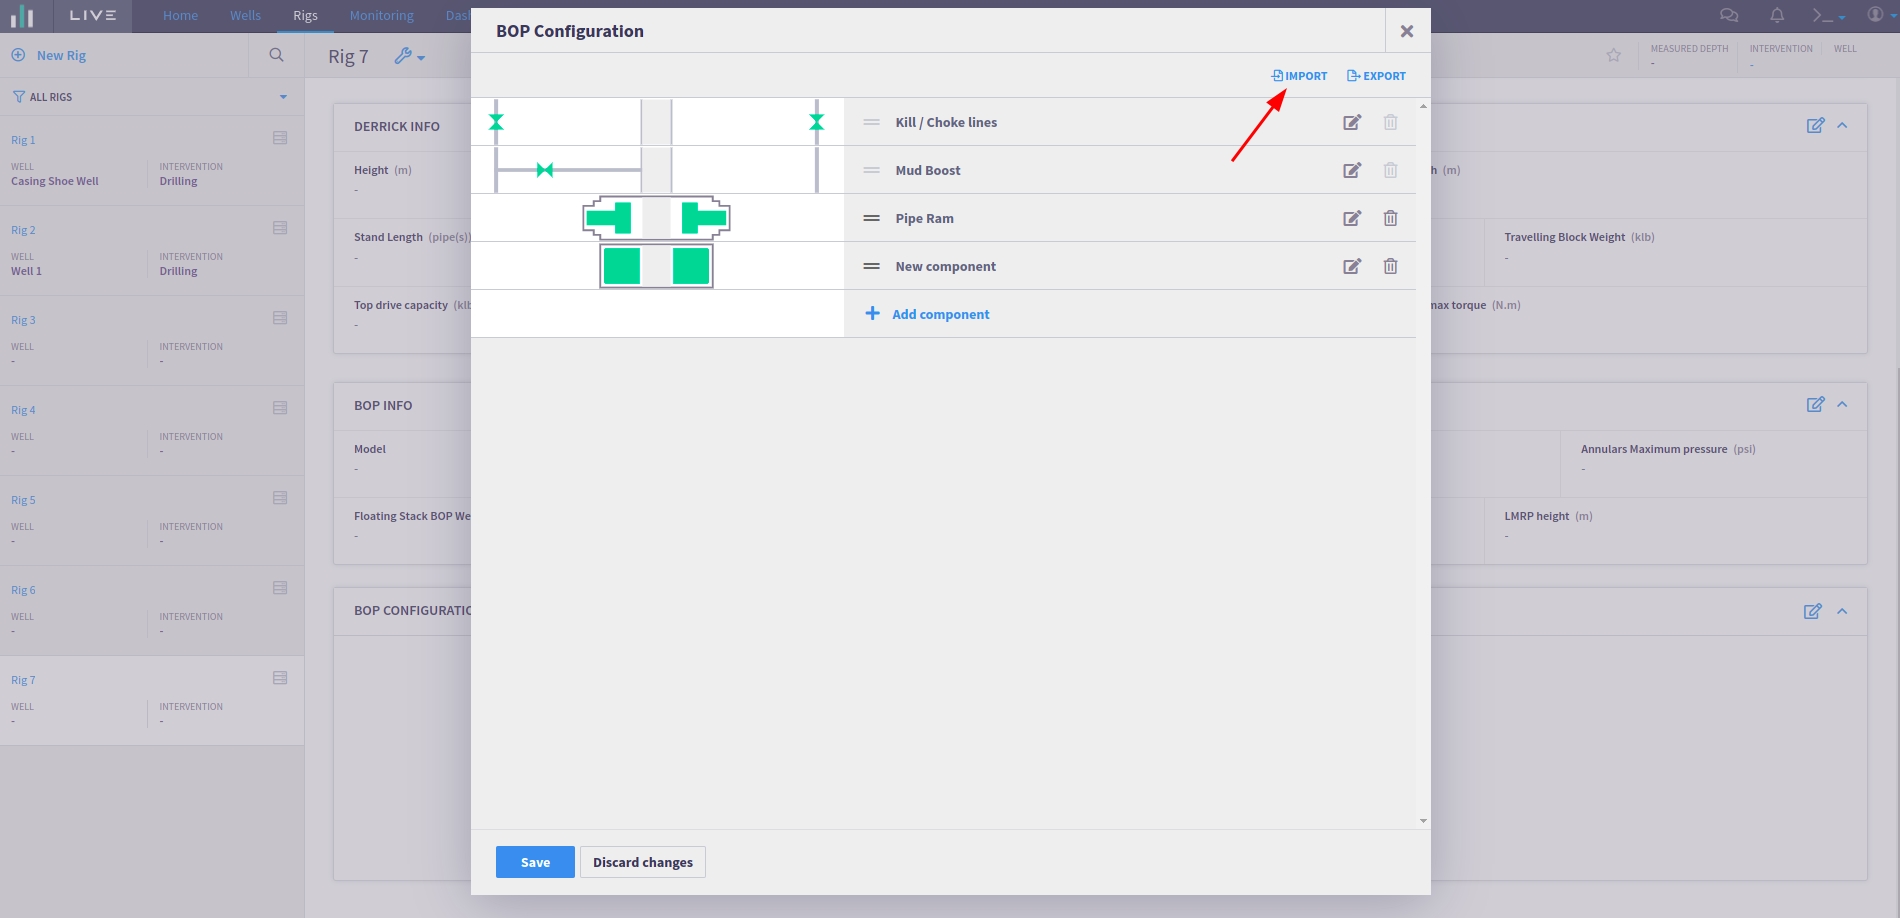 LIVE Home Wells Rigs Monitoring Das
BOP Configuration
New Rig
Rig 7
MEASURED DEPTH INTERVENTION WELL
- -
IMPORT EXPORT
ALL RIGS
Rig 1
WELL INTERVENTION
Casing Shoe Well Drilling
Rig 2
WELL INTERVENTION
Well 1 Drilling
Rig 3
WELL INTERVENTION
- -
Rig 4
WELL INTERVENTION
- -
Rig 5
WELL INTERVENTION
- -
Rig 6
WELL INTERVENTION
- -
Rig 7
WELL INTERVENTION
- -
DERRICK INFO
Height (m)
-
Stand Length (pipe(s))
-
Top drive capacity (klb
-
BOP INFO
Model
-
Floating Stack BOP We
-
BOP CONFIGURATIO
Kill / Choke lines
Mud Boost
Pipe Ram
New component
Add component
Save Discard changes
h (m)
Travelling Block Weight (klb)
-
max torque (N.m)
Annulars Maximum pressure (psi)
-
LMRP height (m)
-